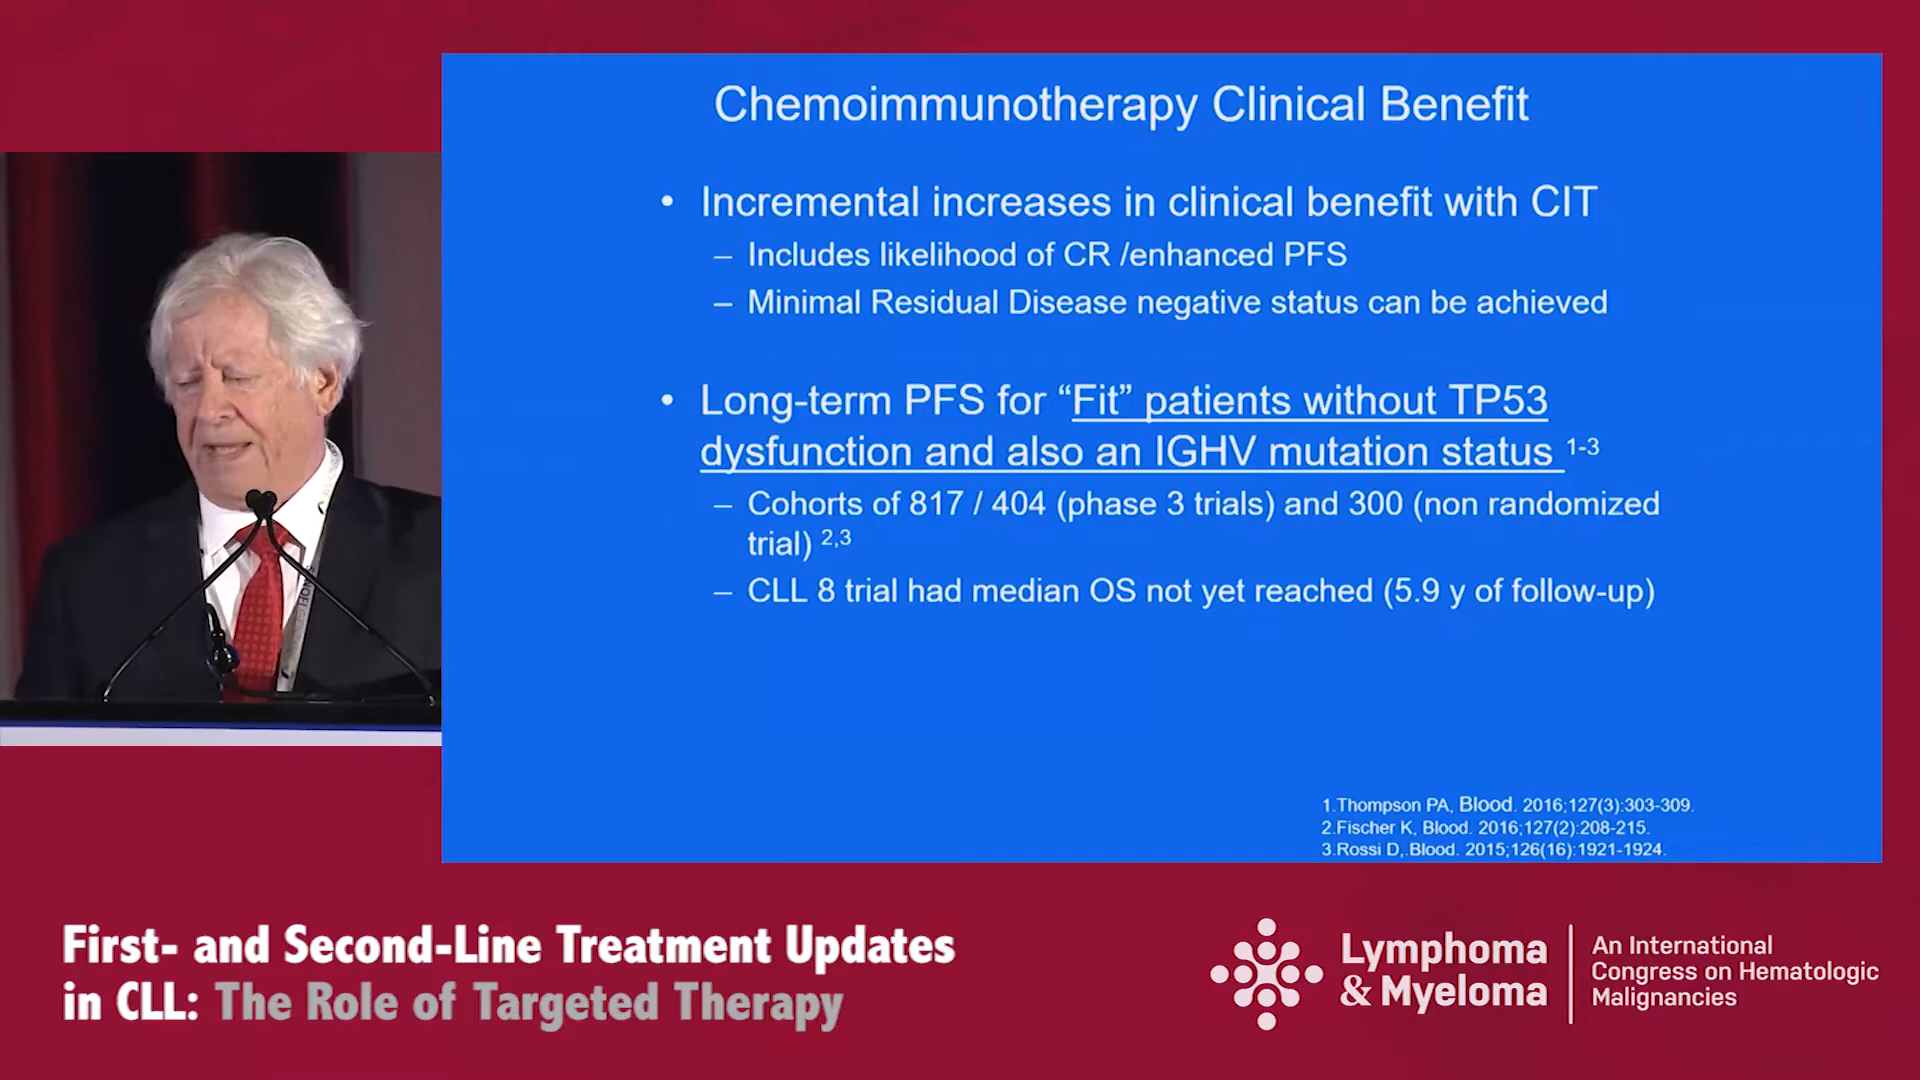 Chemoimmunotherapy Clinical Benefit
• Incremental increases in clinical benefit with CIT
– Includes likelihood of CR /enhanced PFS
– Minimal Residual Disease negative status can be achieved
• Long-term PFS for “Fit” patients without TP53
dysfunction and also an IGHV mutation status 1-3
– Cohorts of 817 / 404 (phase 3 trials) and 300 (non randomized
trial) 2,3
– CLL 8 trial had median OS not yet reached (5.9 y of follow-up)
1.Thompson PA, Blood. 2016;127(3):303-309.
2.Fischer K, Blood. 2016;127(2):208-215.
3.Rossi D,.Blood. 2015;126(16):1921-1924.
First- and Second-Line Treatment Updates
in CLL: The Role of Targeted Therapy
Lymphoma
& Myeloma
An International
Congress on Hematologic
Malignancies